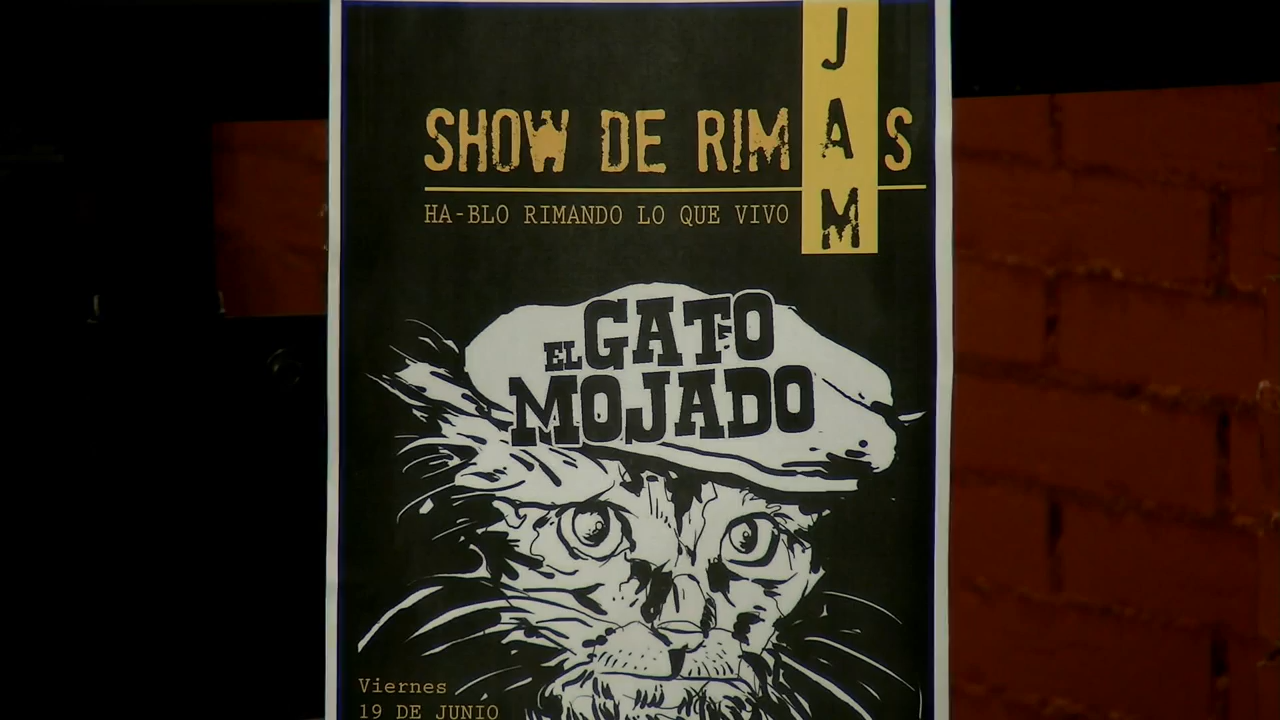 JAM
SHOW DE RIMAS
HA-BLO RIMANDO LO QUE VIVO
EL GATO
MOJADO
Viernes
19 DE JUNIO